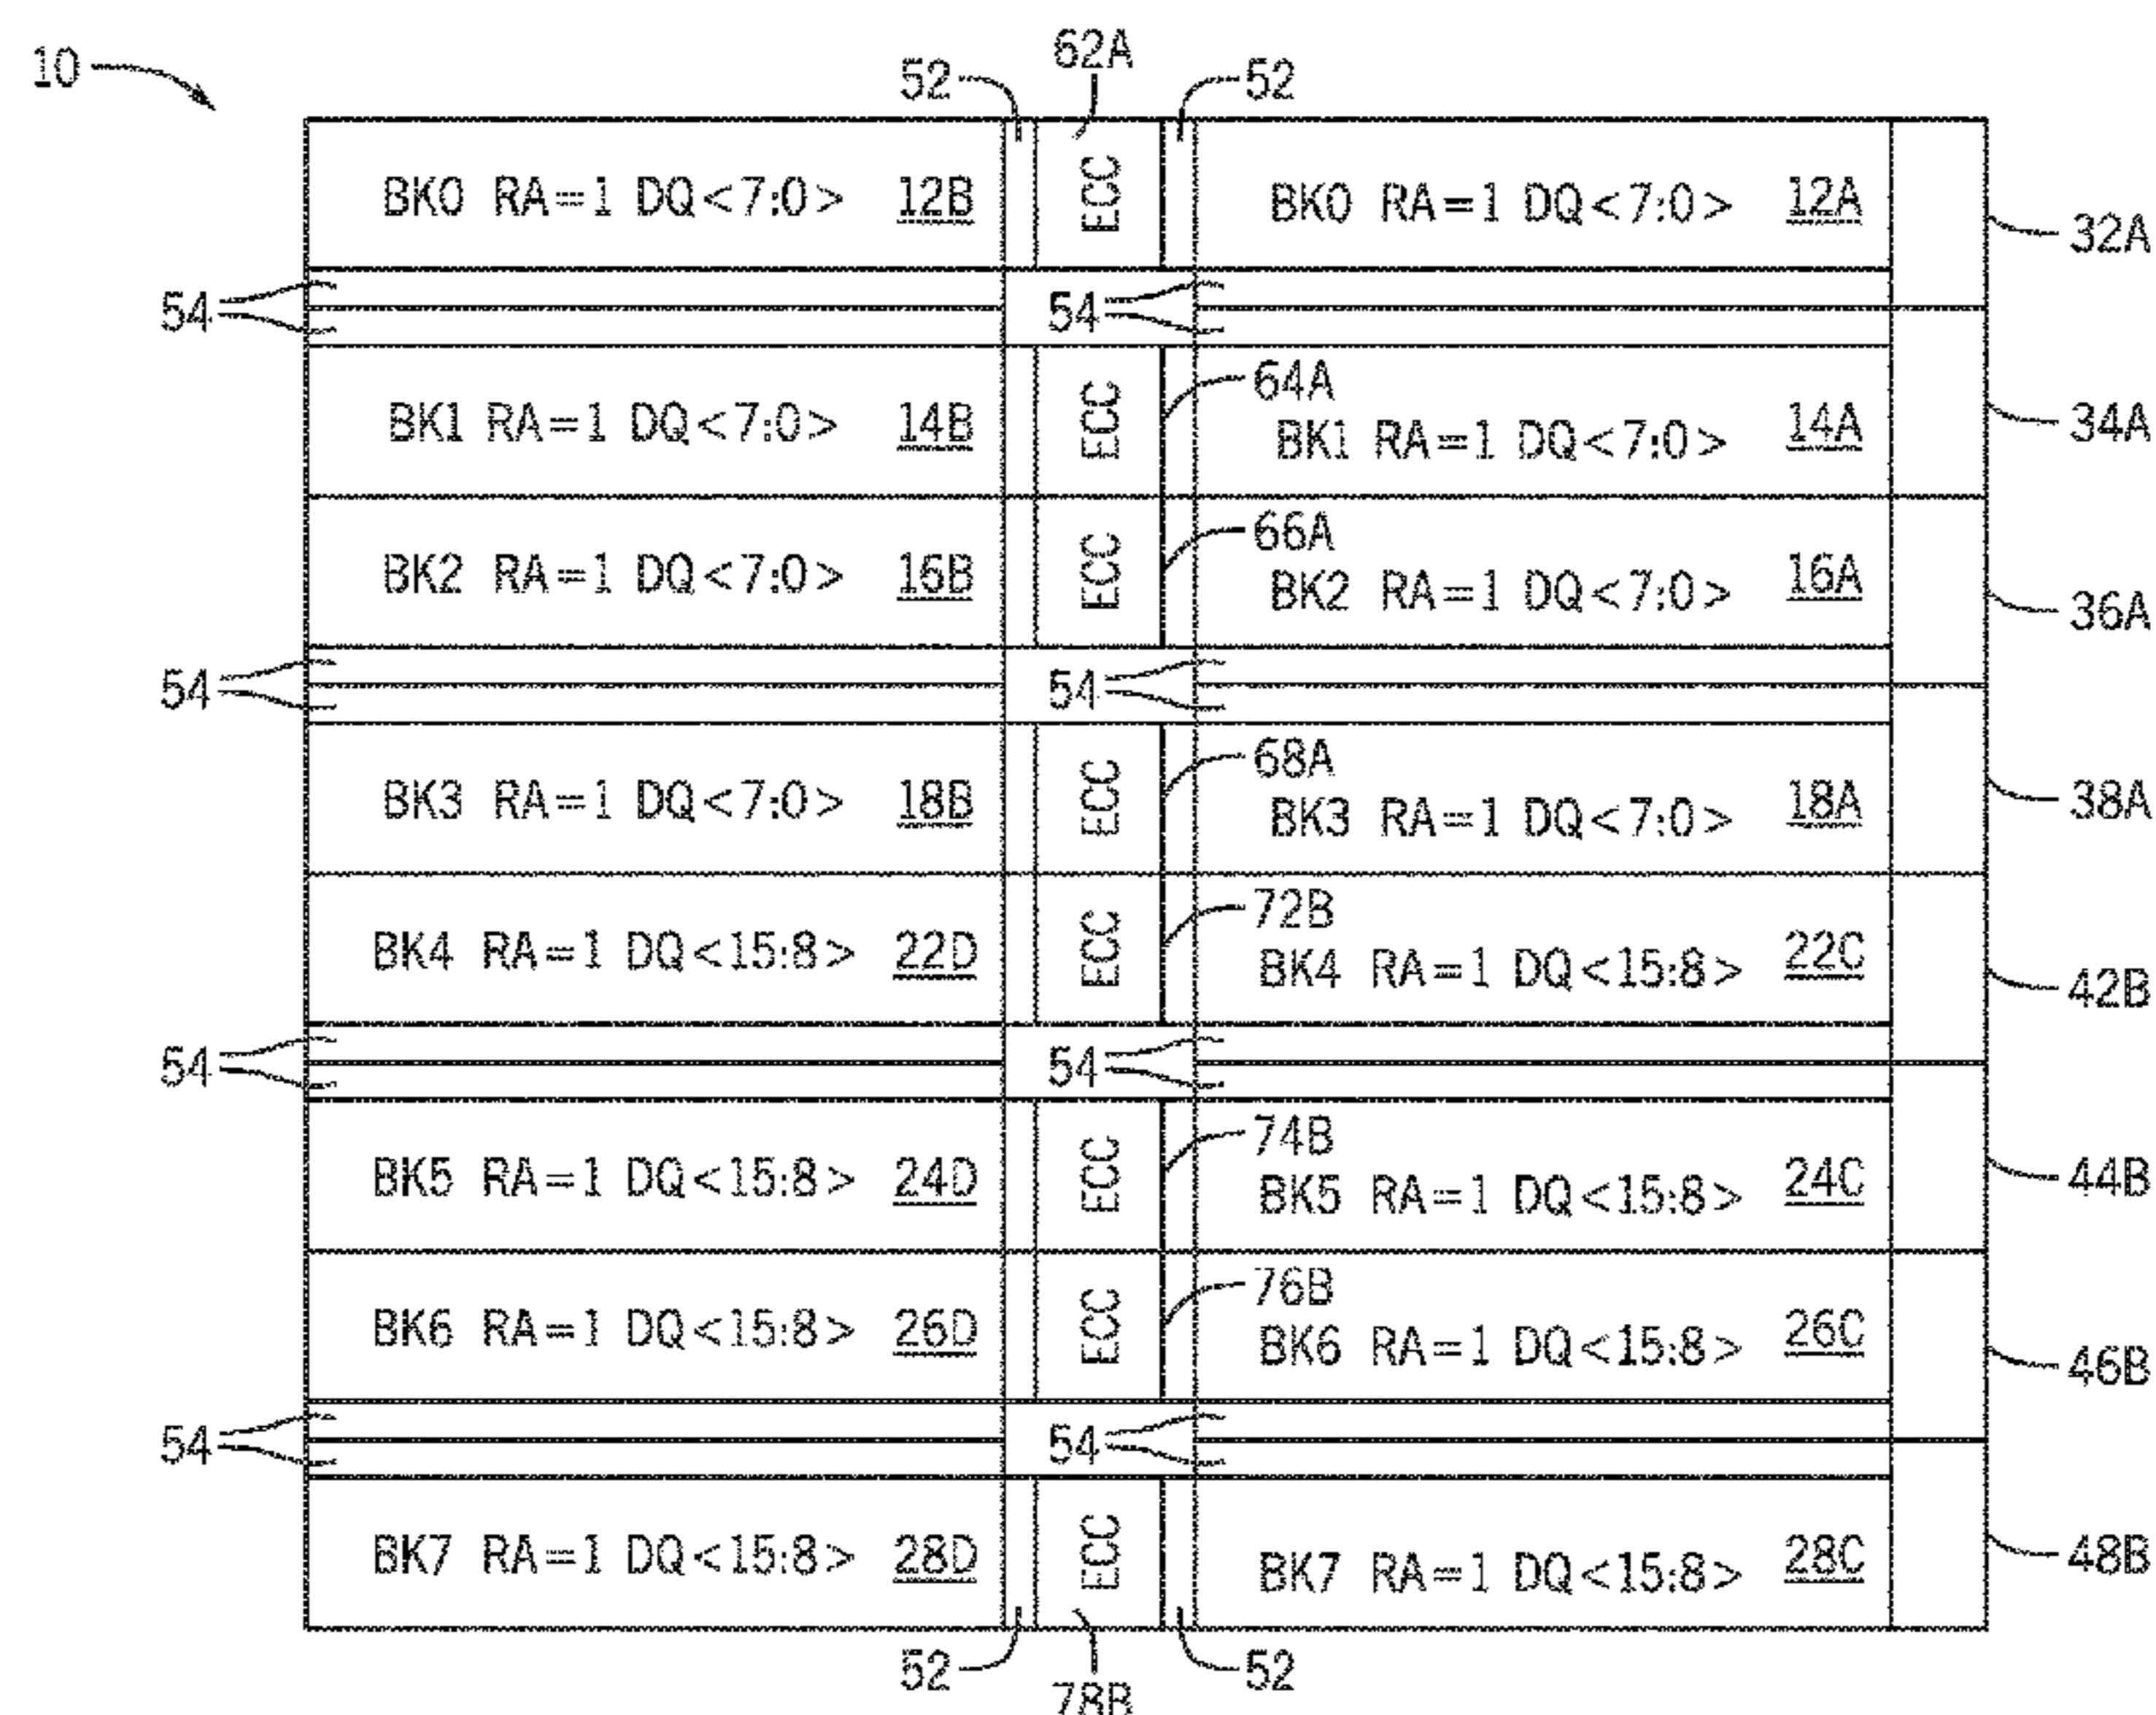 10
52
62A
52
BK0 RA=1 DQ<7:0> 12B
ECC
BK0 RA=1 DQ<7:0> 12A
32A
54
54
BK1 RA=1 DQ<7:0> 14B
ECC
64A
BK1 RA=1 DQ<7:0> 14A
34A
BK2 RA=1 DQ<7:0> 16B
ECC
66A
BK2 RA=1 DQ<7:0> 16A
36A
54
54
BK3 RA=1 DQ<7:0> 18B
ECC
68A
BK3 RA=1 DQ<7:0> 18A
38A
BK4 RA=1 DQ<15:8> 22D
ECC
72B
BK4 RA=1 DQ<15:8> 22C
42B
54
54
BK5 RA=1 DQ<15:8> 24D
ECC
74B
BK5 RA=1 DQ<15:8> 24C
44B
BK6 RA=1 DQ<15:8> 26D
ECC
76B
BK6 RA=1 DQ<15:8> 26C
46B
54
54
BK7 RA=1 DQ<15:8> 28D
ECC
BK7 RA=1 DQ<15:8> 28C
48B
52
78B
52